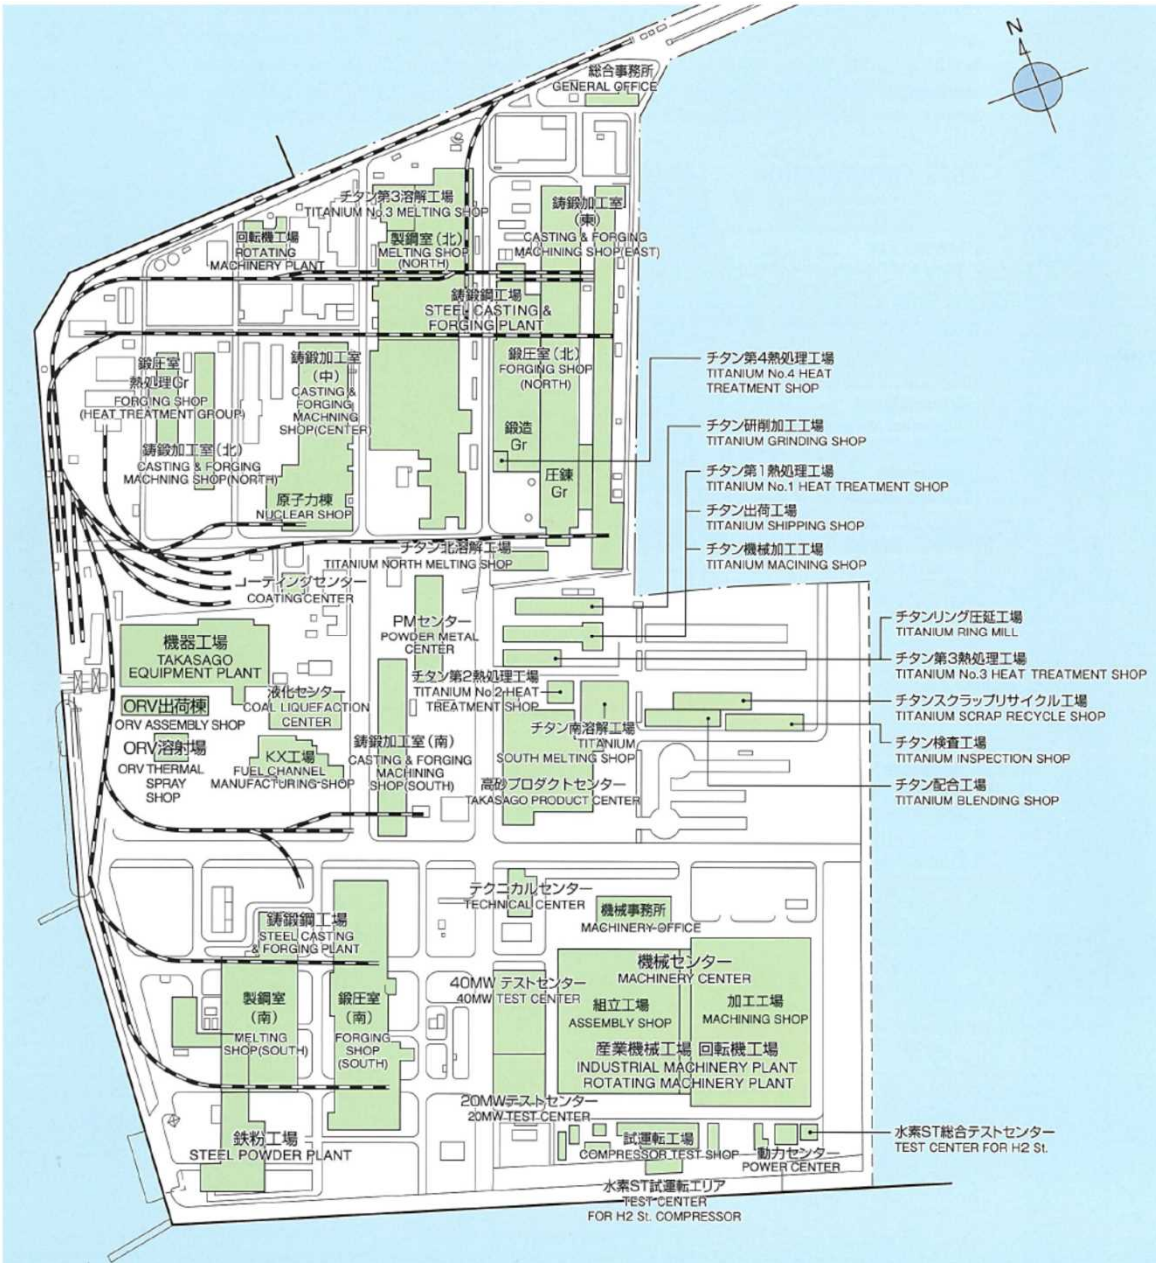 N
総合事務所
GENERAL OFFICE
チタン第3溶解工場
TITANIUM No.3 MELTING SHOP
鋳鍛加工室
(東)
CASTING & FORGING
MACHINING SHOP(EAST)
回転機工場
ROTATING
MACHINERY PLANT
製鋼室(北)
MELTING SHOP
(NORTH)
鋳鍛鋼工場
STEEL CASTING &
FORGING PLANT
鍛圧室
熱処理Gr
FORGING SHOP
(HEAT TREATMENT GROUP)
鋳鍛加工室
(中)
CASTING &
FORGING
MACHINING
SHOP(CENTER)
鍛圧室(北)
FORGING SHOP
(NORTH)
チタン第4熱処理工場
TITANIUM No.4 HEAT
TREATMENT SHOP
鍛造
Gr
チタン研削加工工場
TITANIUM GRINDING SHOP
鋳鍛加工室(北)
CASTING & FORGING
MACHNING SHOP(NORTH)
圧錬
Gr
チタン第1熱処理工場
TITANIUM No.1 HEAT TREATMENT SHOP
原子力棟
NUCLEAR SHOP
チタン出荷工場
TITANIUM SHIPPING SHOP
チタン北溶解工場
TITANIUM NORTH MELTING SHOP
チタン機械加工工場
TITANIUM MACINING SHOP
コーティングセンター
COATING CENTER
PMセンター
POWDER METAL
CENTER
チタンリング圧延工場
TITANIUM RING MILL
機器工場
TAKASAGO
EQUIPMENT PLANT
チタン第3熱処理工場
TITANIUM No.3 HEAT TREATMENT SHOP
チタン第2熱処理工場
TITANIUM No.2 HEAT
TREATMENT SHOP
液化センター
COAL LIQUEFACTION
CENTER
チタンスクラップリサイクル工場
TITANIUM SCRAP RECYCLE SHOP
ORV出荷棟
ORV ASSEMBLY SHOP
チタン南溶解工場
TITANIUM
SOUTH MELTING SHOP
チタン検査工場
TITANIUM INSPECTION SHOP
ORV溶射場
ORV THERMAL
SPRAY
SHOP
KX工場
FUEL CHANNEL
MANUFACTURING SHOP
鋳鍛加工室(南)
CASTING & FORGING
MACHINING
SHOP(SOUTH)
高砂プロダクトセンター
TAKASAGO PRODUCT CENTER
チタン配合工場
TITANIUM BLENDING SHOP
テクニカルセンター
TECHNICAL CENTER
機械事務所
MACHINERY OFFICE
鋳鍛鋼工場
STEEL CASTING
& FORGING PLANT
機械センター
MACHINERY CENTER
40MW テストセンター
40MW TEST CENTER
製鋼室
(南)
MELTING
SHOP(SOUTH)
鍛圧室
(南)
FORGING
SHOP
(SOUTH)
組立工場
ASSEMBLY SHOP
加工工場
MACHINING SHOP
産業機械工場 回転機工場
INDUSTRIAL MACHINERY PLANT
ROTATING MACHINERY PLANT
20MWテストセンター
20MW TEST CENTER
鉄粉工場
STEEL POWDER PLANT
試運転工場
COMPRESSOR TEST SHOP
動力センター
POWER CENTER
水素ST総合テストセンター
TEST CENTER FOR H2 St.
水素ST試運転エリア
TEST CENTER
FOR H2 St. COMPRESSOR